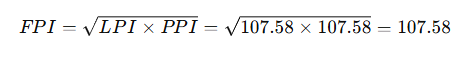 FPI = √LPI × PPI = √107.58 × 107.58 = 107.58